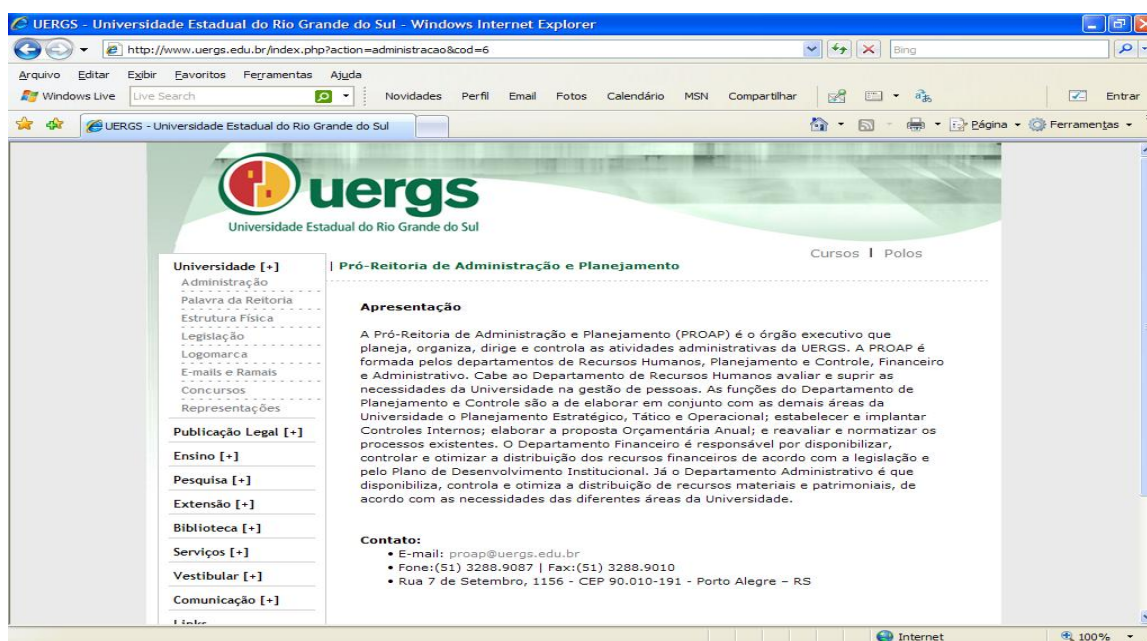 UERGS - Universidade Estadual do Rio Grande do Sul - Windows Internet Explorer
http://www.uergs.edu.br/index.php?action=administracao&cod=6
Bing
Arquivo Editar Exibir Favoritos Ferramentas Ajuda
Windows Live Live Search Novidades Perfil Email Fotos Calendário MSN Compartilhar Entrar
UERGS - Universidade Estadual do Rio Grande do Sul Página Ferramentas
uergs
Universidade Estadual do Rio Grande do Sul
Cursos | Polos
Universidade [+]
Administração
Palavra da Reitoria
Estrutura Física
Legislação
Logomarca
E-mails e Ramais
Concursos
Representações
Publicação Legal [+]
Ensino [+]
Pesquisa [+]
Extensão [+]
Biblioteca [+]
Serviços [+]
Vestibular [+]
Comunicação [+]
Links
| Pró-Reitoria de Administração e Planejamento
Apresentação
A Pró-Reitoria de Administração e Planejamento (PROAP) é o órgão executivo que
planeja, organiza, dirige e controla as atividades administrativas da UERGS. A PROAP é
formada pelos departamentos de Recursos Humanos, Planejamento e Controle, Financeiro
e Administrativo. Cabe ao Departamento de Recursos Humanos avaliar e suprir as
necessidades da Universidade na gestão de pessoas. As funções do Departamento de
Planejamento e Controle são a de elaborar em conjunto com as demais áreas da
Universidade o Planejamento Estratégico, Tático e Operacional; estabelecer e implantar
Controles Internos; elaborar a proposta Orçamentária Anual; e reavaliar e normatizar os
processos existentes. O Departamento Financeiro é responsável por disponibilizar,
controlar e otimizar a distribuição dos recursos financeiros de acordo com a legislação e
pelo Plano de Desenvolvimento Institucional. Já o Departamento Administrativo é que
disponibiliza, controla e otimiza a distribuição de recursos materiais e patrimoniais, de
acordo com as necessidades das diferentes áreas da Universidade.
Contato:
• E-mail: proap@uergs.edu.br
• Fone:(51) 3288.9087 | Fax:(51) 3288.9010
• Rua 7 de Setembro, 1156 - CEP 90.010-191 - Porto Alegre – RS
Internet 100%